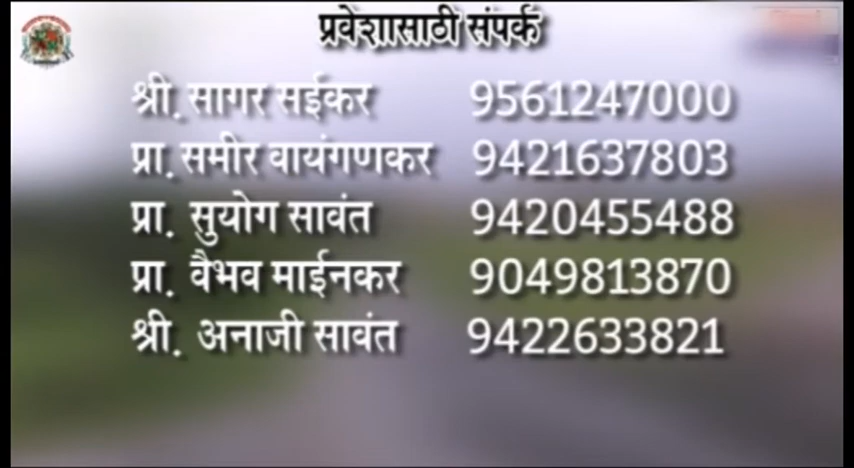 प्रवेशासाठी संपर्क
श्री. सागर सईकर 9561247000
प्रा. समीर वायंगणकर 9421637803
प्रा. सुयोग सावंत 9420455488
प्रा. वैभव माईनकर 9049813870
श्री. अनाजी सावंत 9422633821